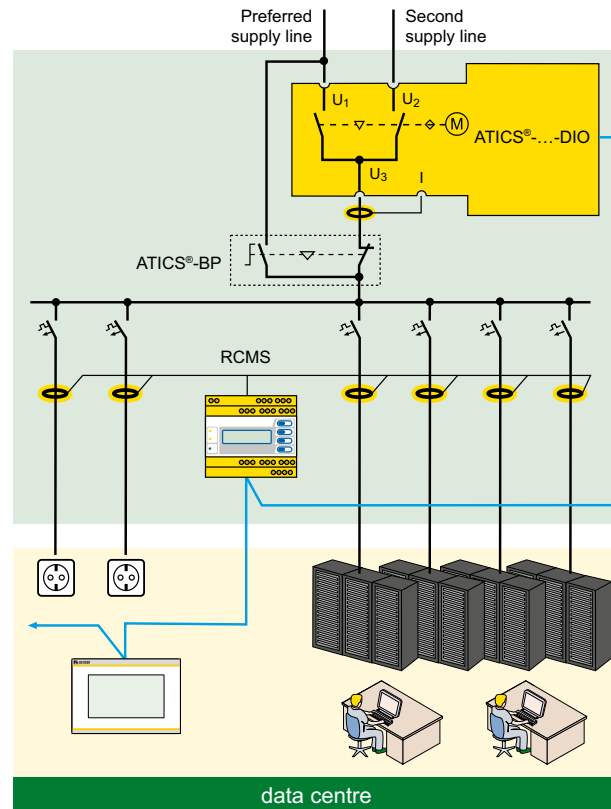 Preferred
supply line
Second
supply line
U1
U2
M
ATICS®-...-DIO
U3
I
ATICS®-BP
RCMS
data centre